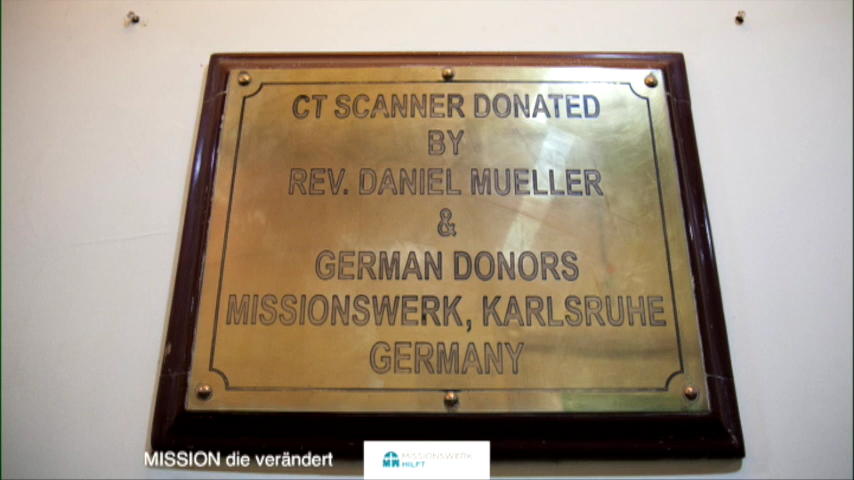 CT SCANNER DONATED
BY
REV. DANIEL MUELLER
&
GERMAN DONORS
MISSIONSWERK, KARLSRUHE
GERMANY
MISSION die verändert
MISSIONSWERK
HILFT